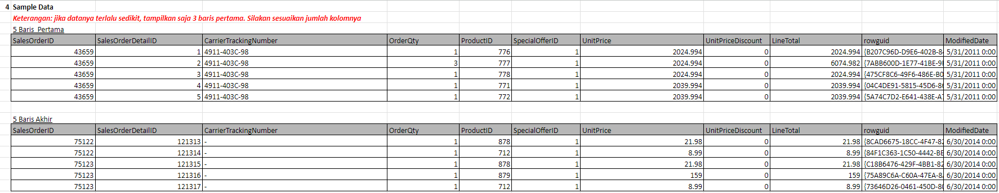 4 Sample Data
Keterangan: jika datanya terlalu sedikit, tampilkan saja 3 baris pertama. Silakan sesuaikan jumlah kolomnya
5 Baris Pertama
SalesOrderID SalesOrderDetailID CarrierTrackingNumber OrderQty ProductID SpecialOfferID UnitPrice UnitPriceDiscount LineTotal rowguid ModifiedDate
43659 1 4911-403C-98 1 776 1 2024.994 0 2024.994 {B207C96D-D9E6-402B-84 5/31/2011 0:00
43659 2 4911-403C-98 3 777 1 2024.994 0 6074.982 {7ABB600D-1E77-41BE-9 5/31/2011 0:00
43659 3 4911-403C-98 1 778 1 2024.994 0 2024.994 {475CF8C6-49F6-486E-B0 5/31/2011 0:00
43659 4 4911-403C-98 1 771 1 2039.994 0 2039.994 {04C4DE91-5815-45D6-86 5/31/2011 0:00
43659 5 4911-403C-98 1 772 1 2039.994 0 2039.994 {5A74C7D2-E641-438E-A 5/31/2011 0:00
5 Baris Akhir
SalesOrderID SalesOrderDetailID CarrierTrackingNumber OrderQty ProductID SpecialOfferID UnitPrice UnitPriceDiscount LineTotal rowguid ModifiedDate
75122 121313 - 1 878 1 21.98 0 21.98 {8CAD6675-18CC-4F47-82 6/30/2014 0:00
75122 121314 - 1 712 1 8.99 0 8.99 {84F1C363-1C50-4442-BE 6/30/2014 0:00
75123 121315 - 1 878 1 21.98 0 21.98 {C18B6476-429F-4BB1-82 6/30/2014 0:00
75123 121316 - 1 879 1 159 0 159 {75A89C6A-C60A-47EA-8 6/30/2014 0:00
75123 121317 - 1 712 1 8.99 0 8.99 {73646D26-0461-450D-80 6/30/2014 0:00